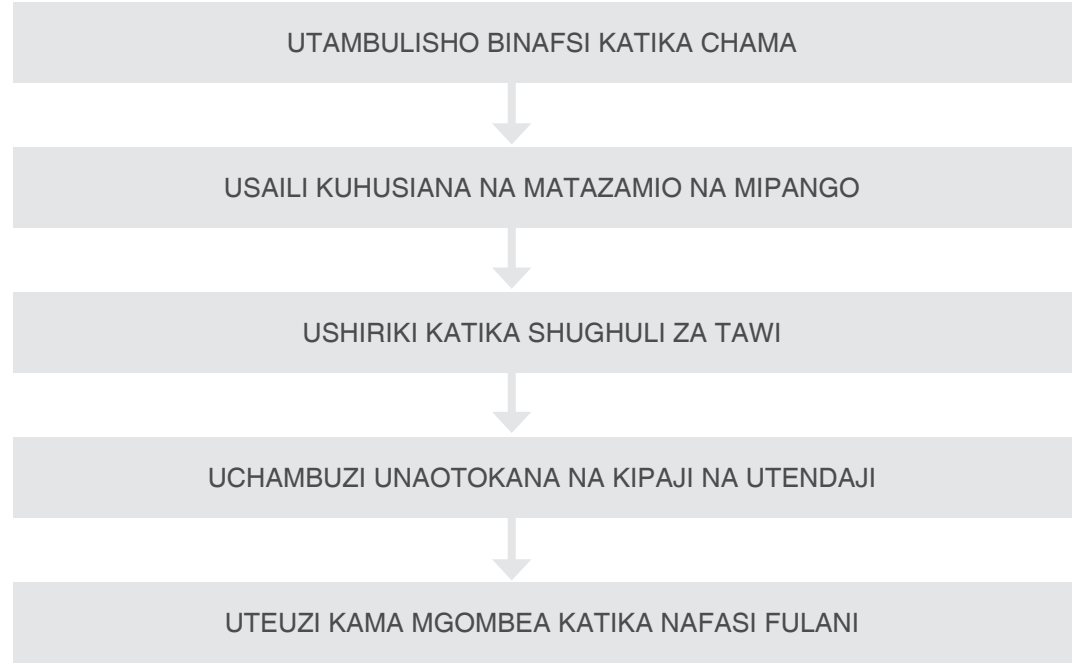 UTAMBULISHO BINAFSI KATIKA CHAMA
USAILI KUHUSIANA NA MATAZAMIO NA MIPANGO
USHIRIKI KATIKA SHUGHULI ZA TAWI
UCHAMBUZI UNAOTOKANA NA KIPAJI NA UTENDAJI
UTEUZI KAMA MGOMBEA KATIKA NAFASI FULANI